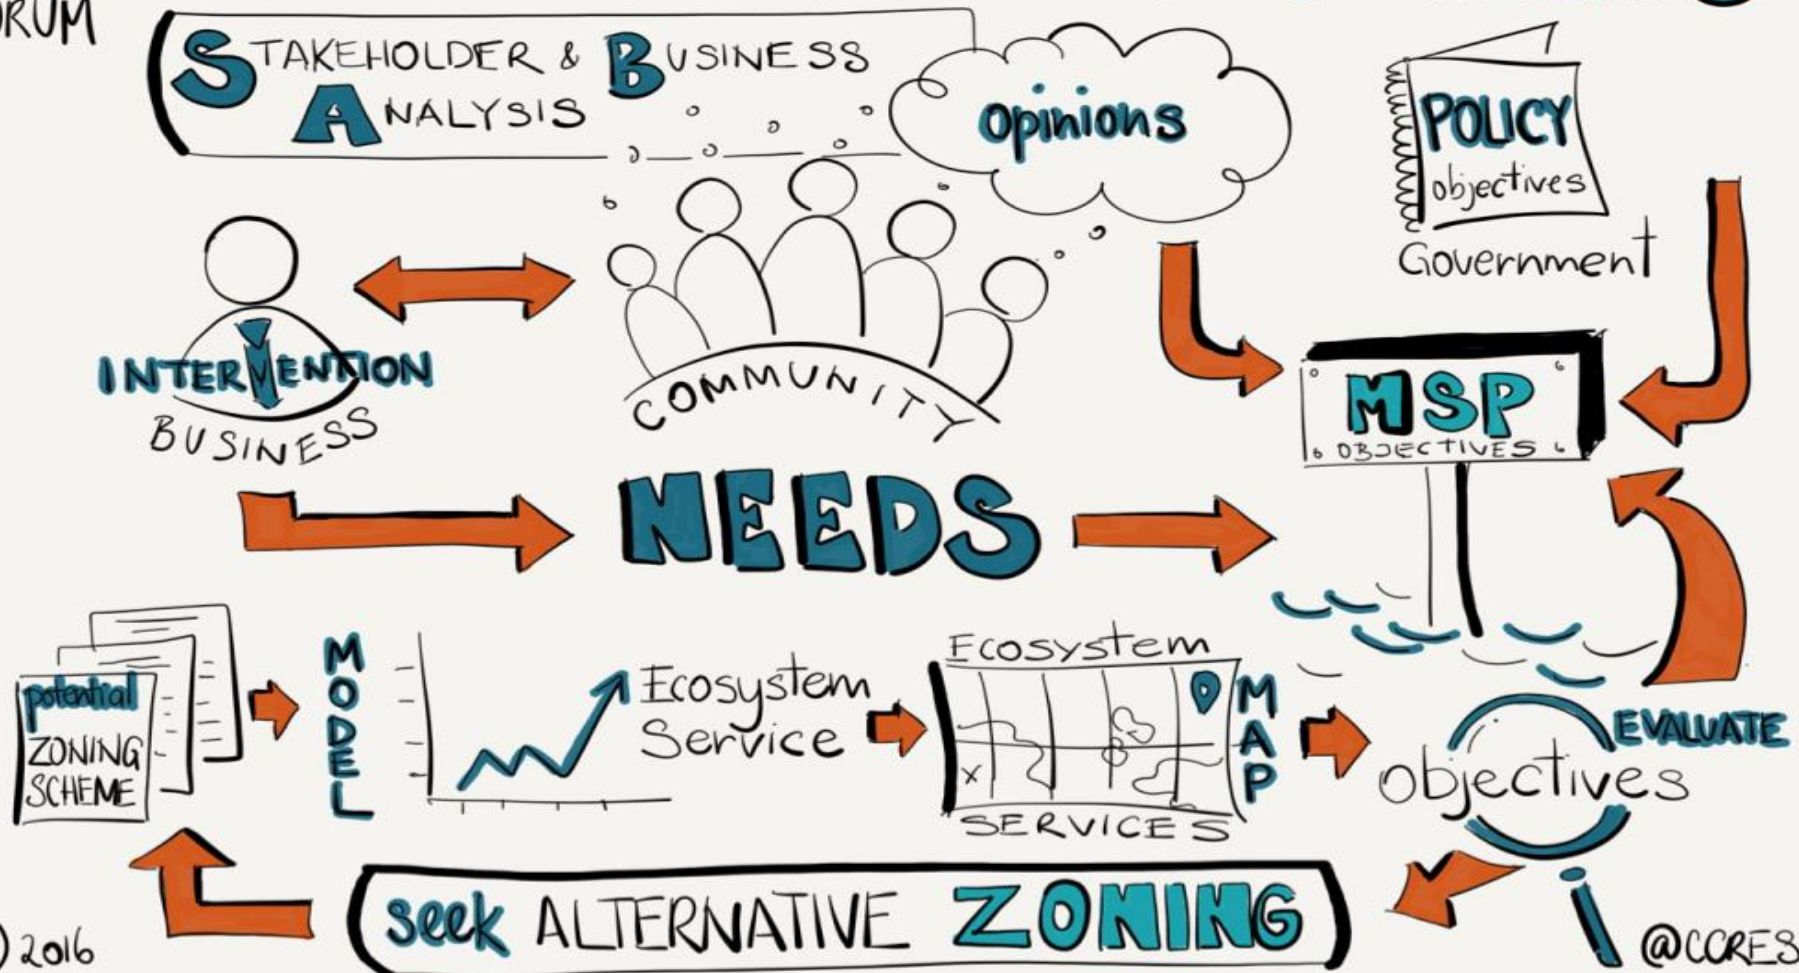 STAKEHOLDER & BUSINESS
ANALYSIS
Opinions
POLICY
objectives
Government
INTERVENTION
BUSINESS
COMMUNITY
MSP
OBJECTIVES
NEEDS
potential
ZONING
SCHEME
MODEL
Ecosystem
Service
Ecosystem
MAP
SERVICES
EVALUATE
Objectives
seek ALTERNATIVE ZONING
2016
@CCRES